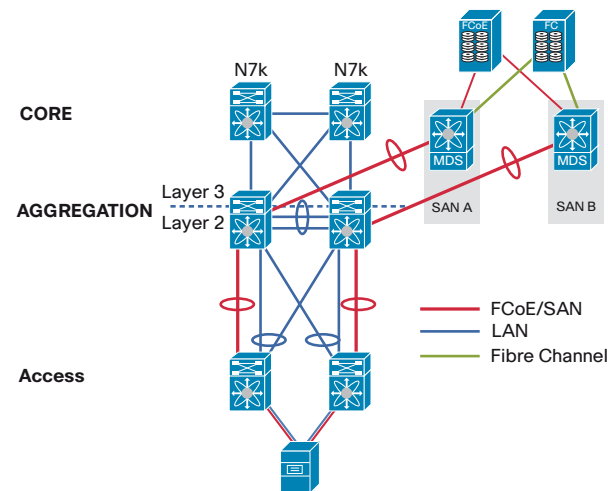 FCoE
FC
N7k
N7k
CORE
MDS
MDS
Layer 3
AGGREGATION
Layer 2
SAN A
SAN B
FCoE/SAN
LAN
Fibre Channel
Access